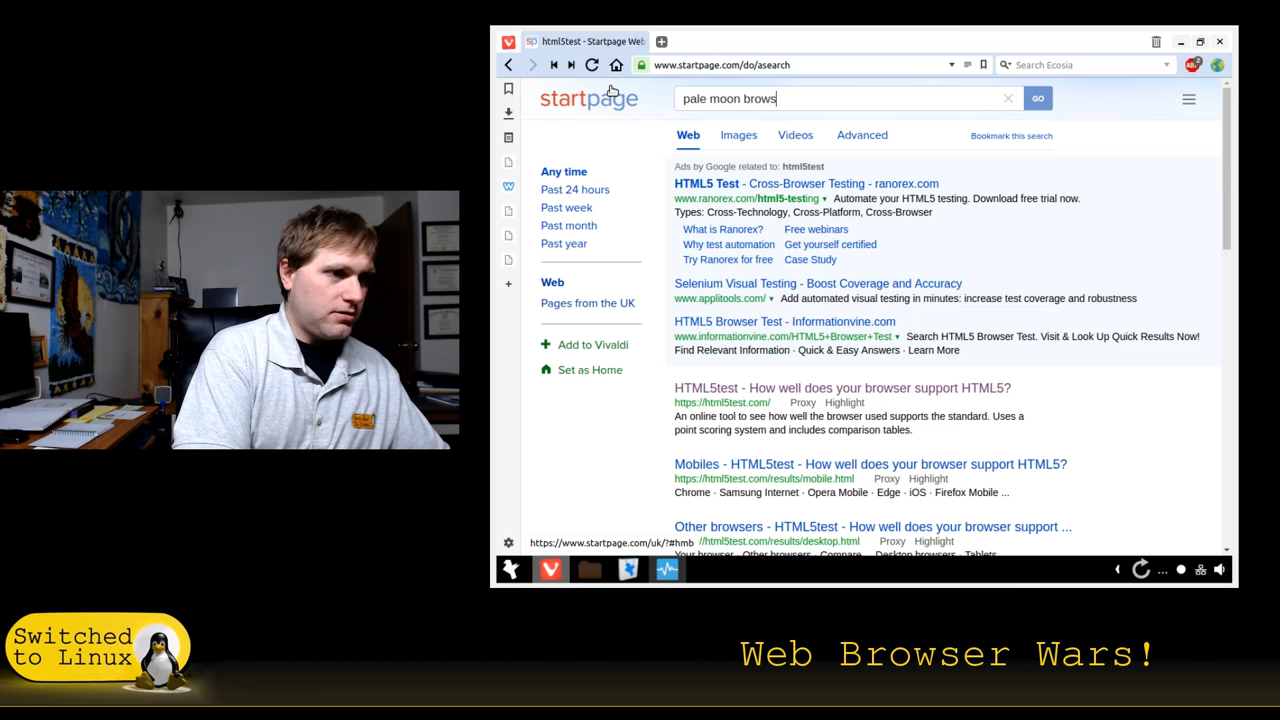 html5test - Startpage Web
www.startpage.com/do/asearch
Search Ecosia
startpage
pale moon brows
GO
Web
Images
Videos
Advanced
Bookmark this search
Any time
Past 24 hours
Past week
Past month
Past year
Web
Pages from the UK
Add to Vivaldi
Set as Home
Ads by Google related to: html5test
HTML5 Test - Cross-Browser Testing - ranorex.com
www.ranorex.com/html5-testing Automate your HTML5 testing. Download free trial now.
Types: Cross-Technology, Cross-Platform, Cross-Browser
What is Ranorex? Free webinars
Why test automation Get yourself certified
Try Ranorex for free Case Study
Selenium Visual Testing - Boost Coverage and Accuracy
www.applitools.com/ Add automated visual testing in minutes: increase test coverage and robustness
HTML5 Browser Test - Informationvine.com
www.informationvine.com/HTML5+Browser+Test Search HTML5 Browser Test. Visit & Look Up Quick Results Now!
Find Relevant Information · Quick & Easy Answers · Learn More
HTML5test - How well does your browser support HTML5?
https://html5test.com/ Proxy Highlight
An online tool to see how well the browser used supports the standard. Uses a
point scoring system and includes comparison tables.
Mobiles - HTML5test - How well does your browser support HTML5?
https://html5test.com/results/mobile.html Proxy Highlight
Chrome · Samsung Internet · Opera Mobile · Edge · iOS · Firefox Mobile ...
Other browsers - HTML5test - How well does your browser support ...
//html5test.com/results/desktop.html Proxy Highlight
Your browser · Other browsers · Compare Desktop browsers · Tablets
https://www.startpage.com/uk/?#hmb
Switched
to Linux
Web Browser Wars!